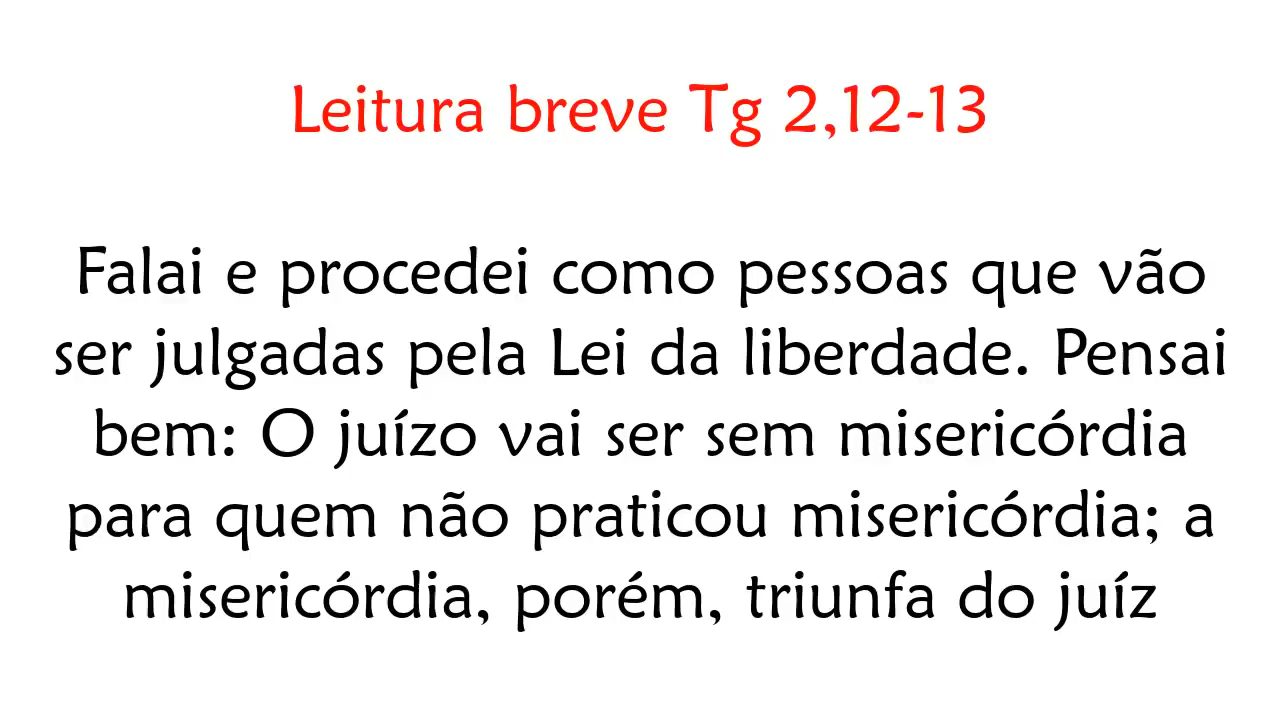 Leitura breve Tg 2,12-13
Falai e procedei como pessoas que vão
ser julgadas pela Lei da liberdade. Pensai
bem: O juízo vai ser sem misericórdia
para quem não praticou misericórdia; a
misericórdia, porém, triunfa do juíz